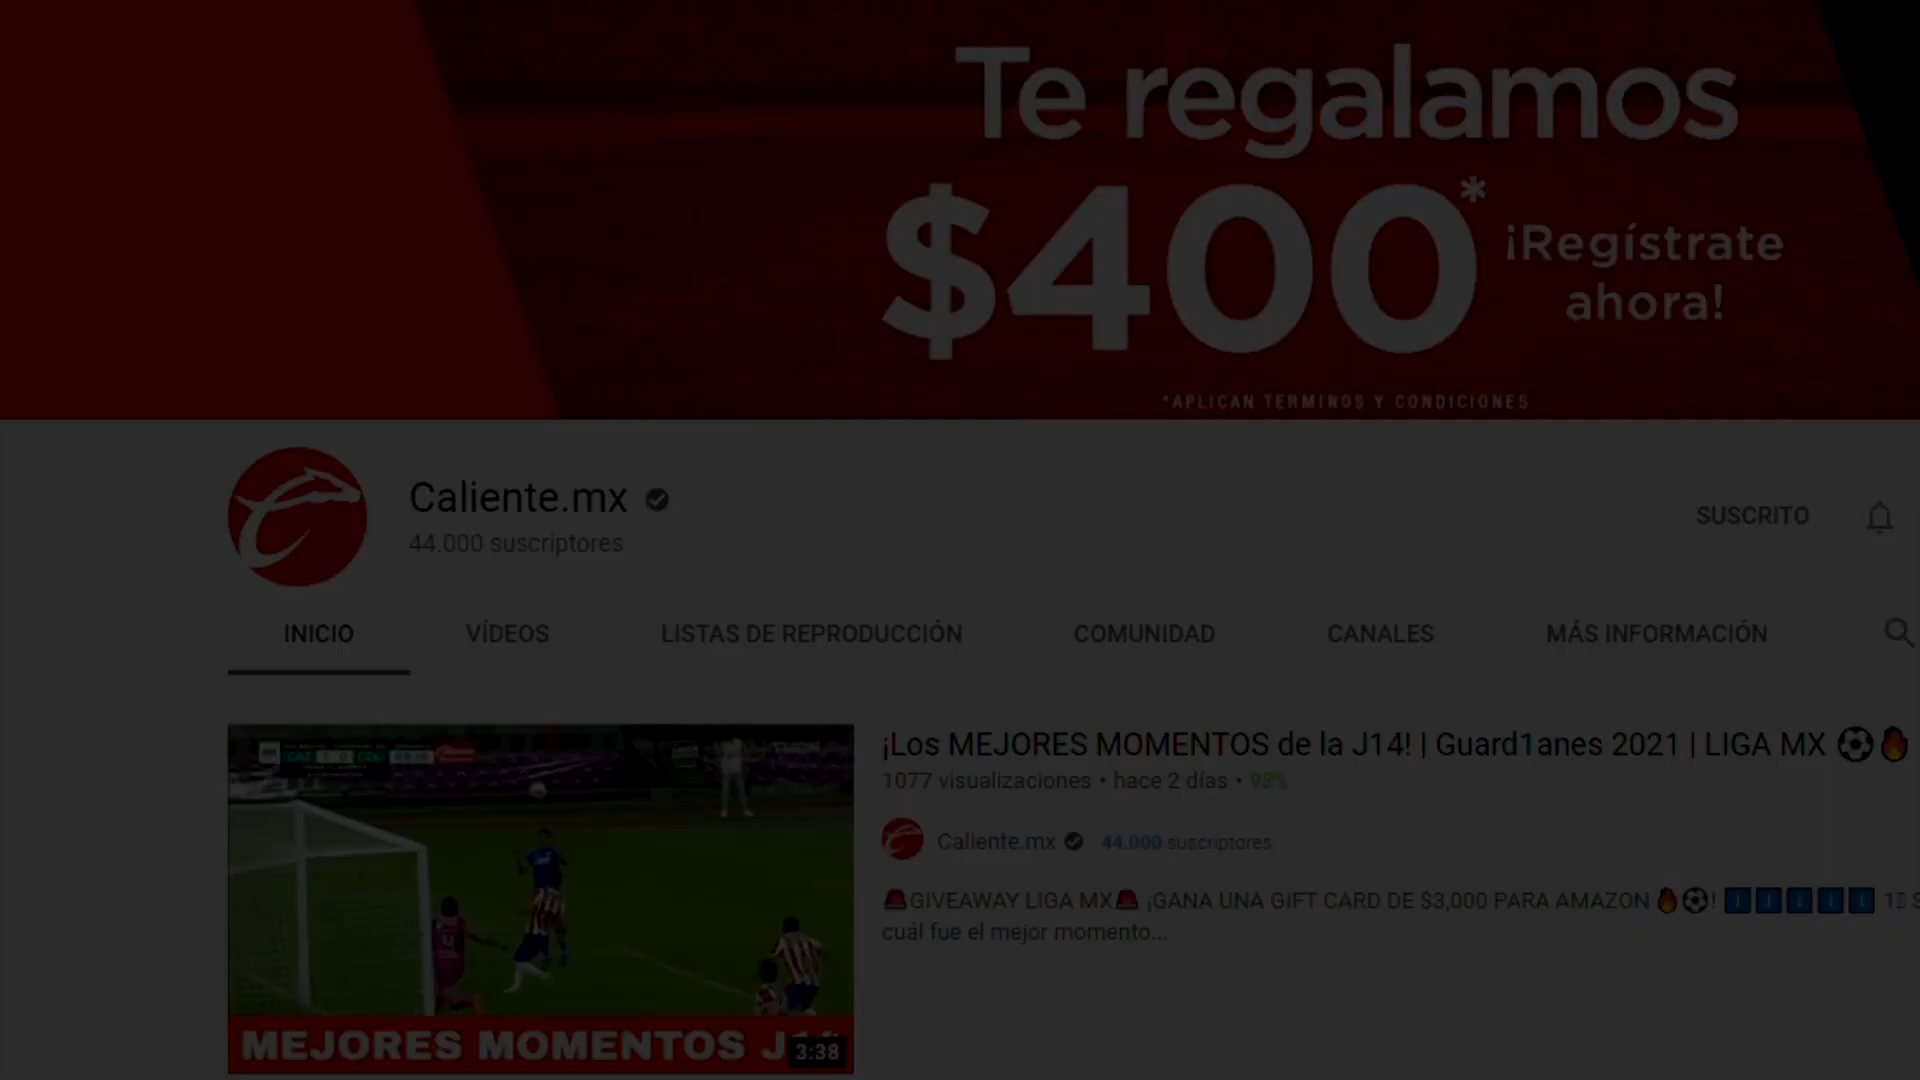 Te regalamos
$400*
¡Regístrate
ahora!
*APLICAN TERMINOS Y CONDICIONES
Caliente.mx
44.000 suscriptores
SUSCRITO
INICIO
VÍDEOS
LISTAS DE REPRODUCCIÓN
COMUNIDAD
CANALES
MÁS INFORMACIÓN
MEJORES MOMENTOS J14
3:38
¡Los MEJORES MOMENTOS de la J14! | Guard1anes 2021 | LIGA MX ⚽🔥
1077 visualizaciones • hace 2 días • 98%
Caliente.mx 44.000 suscriptores
🚨GIVEAWAY LIGA MX🚨 ¡GANA UNA GIFT CARD DE $3,000 PARA AMAZON 🔥⚽!
cuál fue el mejor momento...